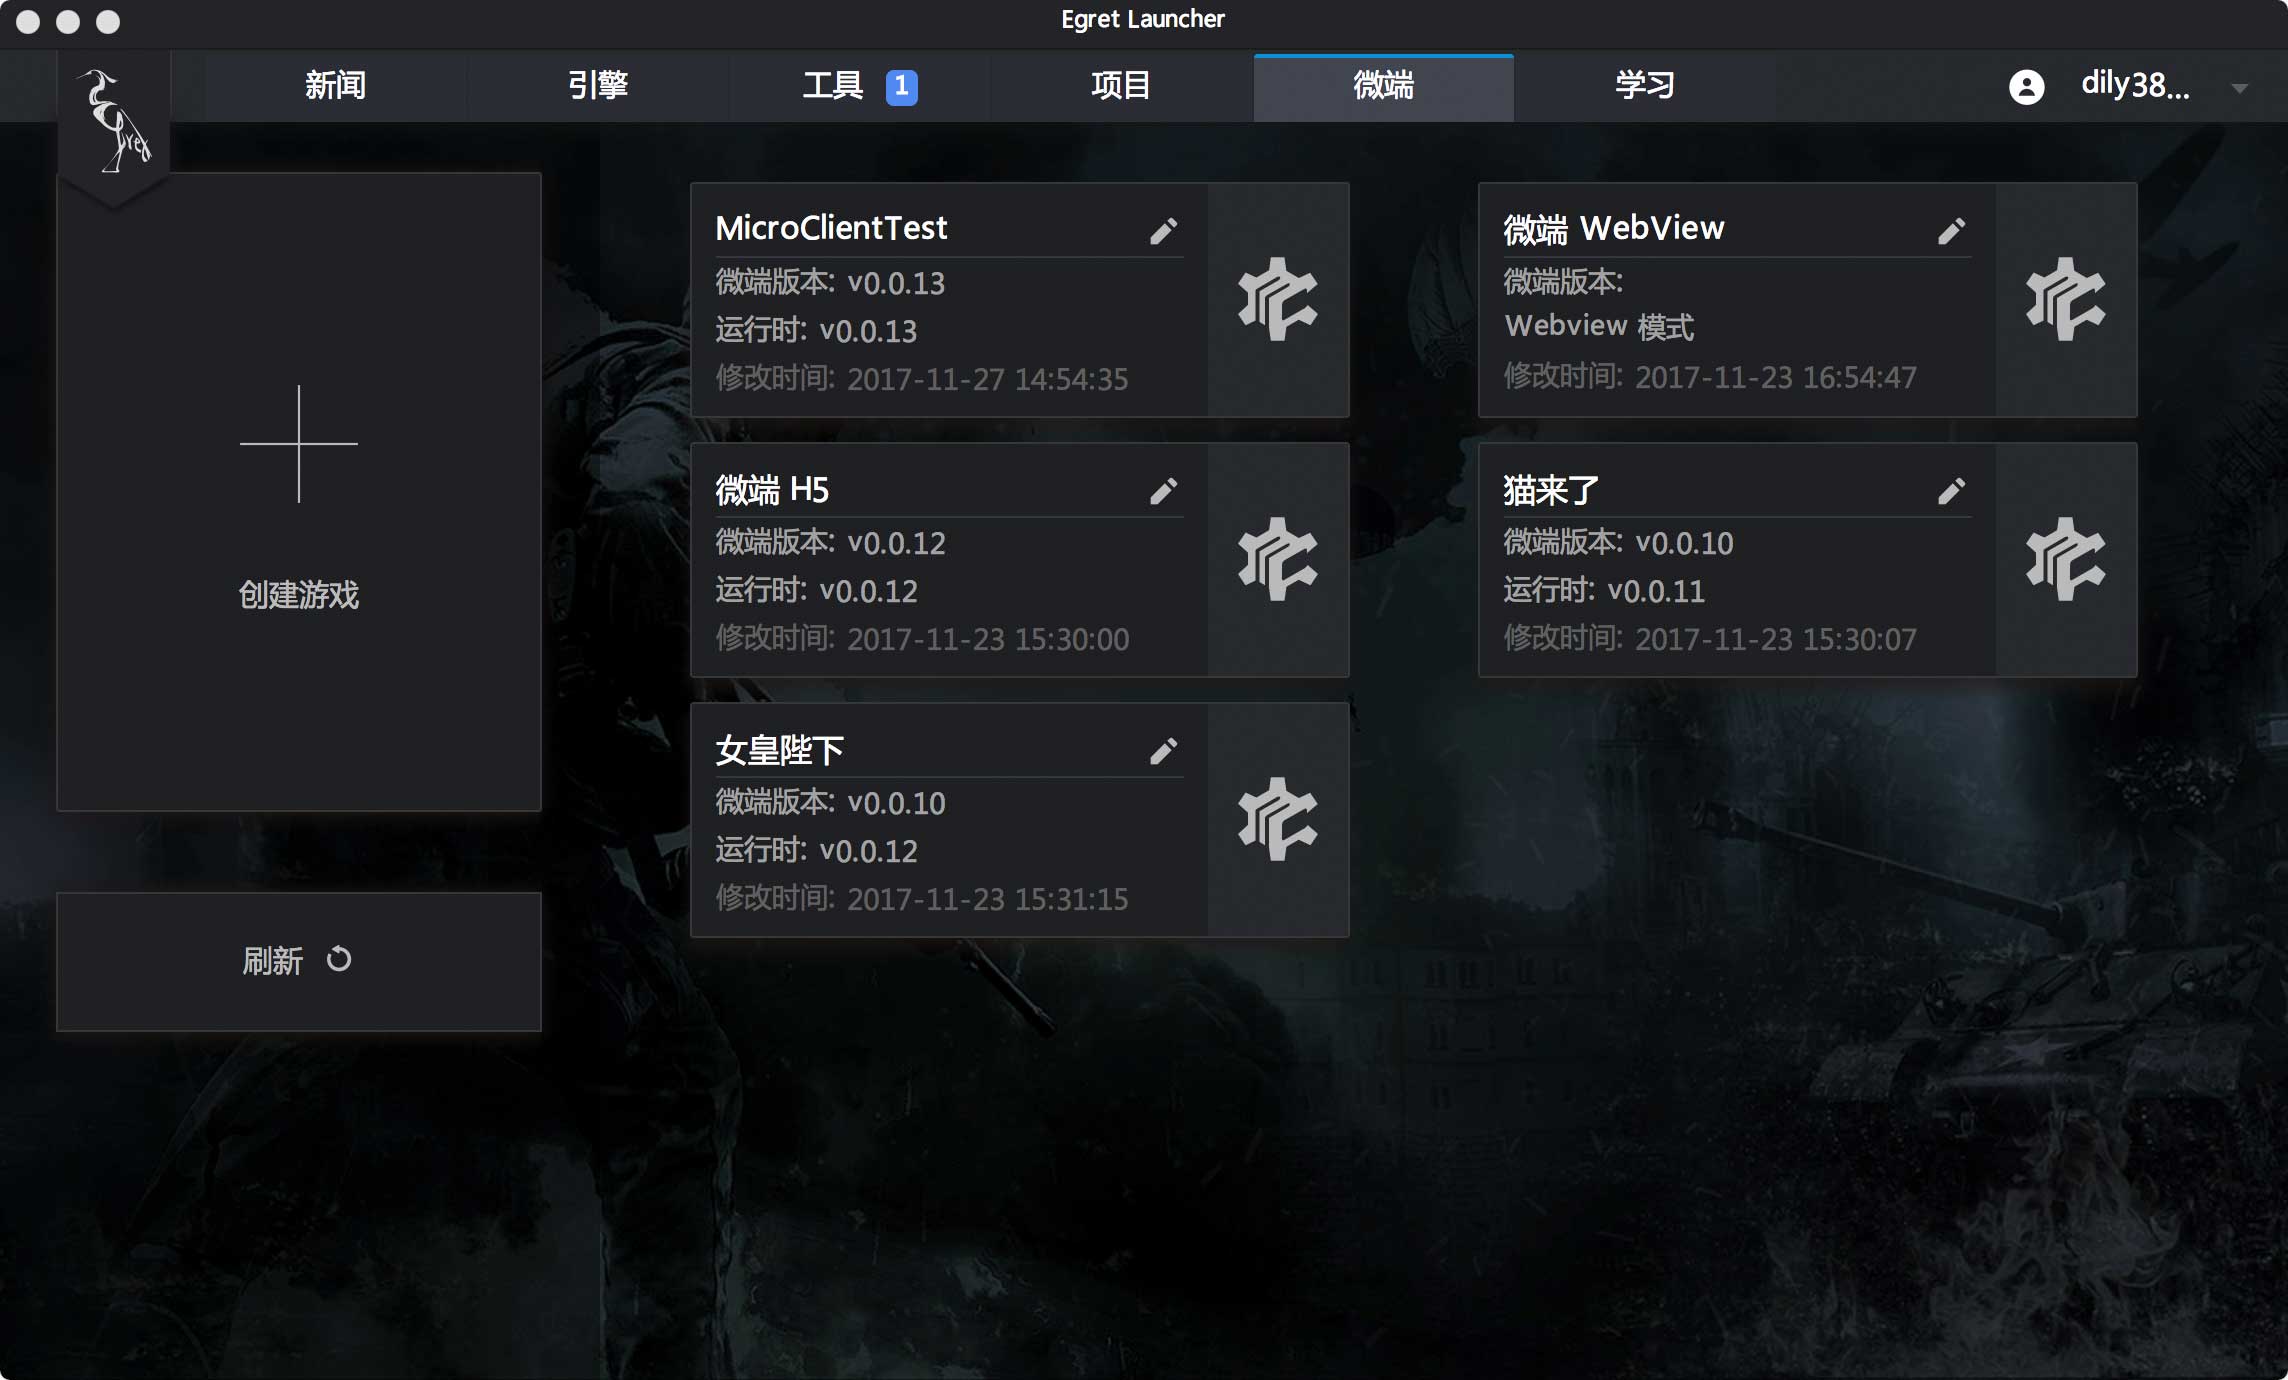 Egret Launcher
新闻
引擎
工具 1
项目
微端
学习
dily38...
egret
创建游戏
刷新
MicroClientTest
微端版本: v0.0.13
运行时: v0.0.13
修改时间: 2017-11-27 14:54:35
微端 WebView
微端版本:
Webview 模式
修改时间: 2017-11-23 16:54:47
微端 H5
微端版本: v0.0.12
运行时: v0.0.12
修改时间: 2017-11-23 15:30:00
猫来了
微端版本: v0.0.10
运行时: v0.0.11
修改时间: 2017-11-23 15:30:07
女皇陛下
微端版本: v0.0.10
运行时: v0.0.12
修改时间: 2017-11-23 15:31:15